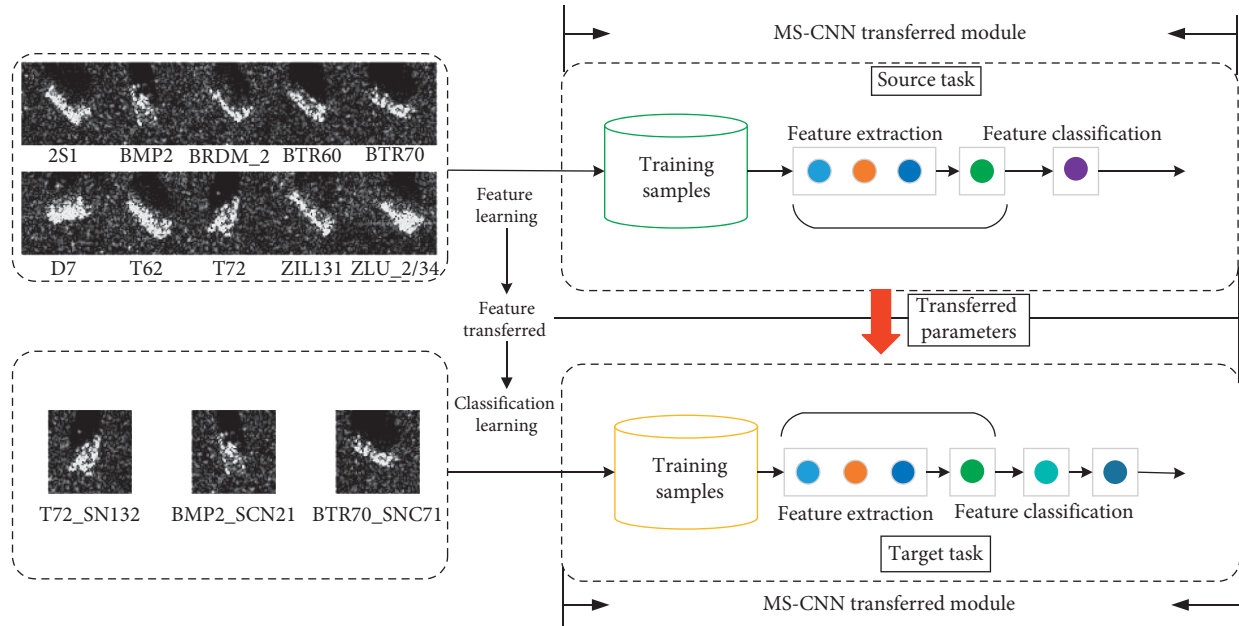 MS-CNN transferred module
Source task
2S1 BMP2 BRDM_2 BTR60 BTR70
D7 T62 T72 ZIL131 ZLU_2/34
Feature
learning
Training
samples
Feature extraction Feature classification
Feature
transferred
Transferred
parameters
Classification
learning
T72_SN132 BMP2_SCN21 BTR70_SNC71
Training
samples
Feature extraction Feature classification
Target task
MS-CNN transferred module